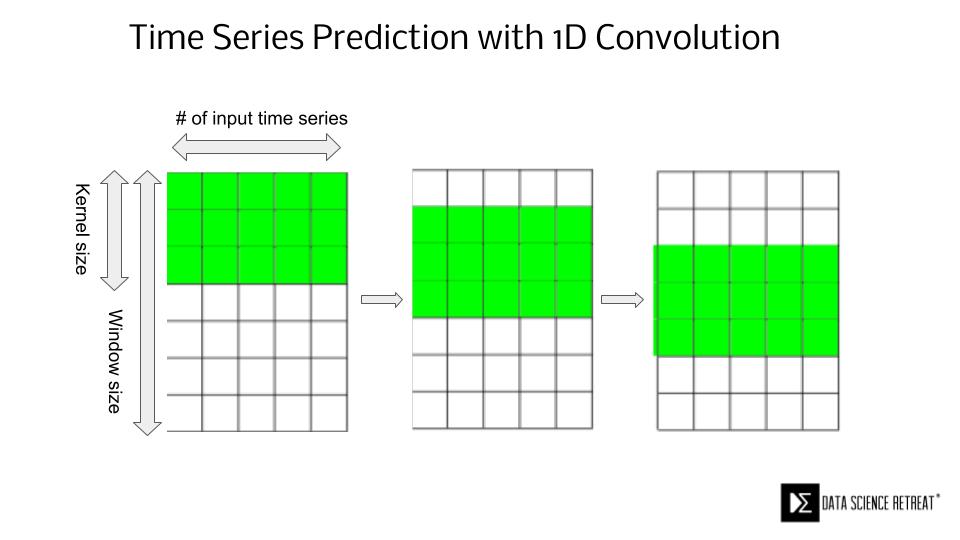 Time Series Prediction with 1D Convolution
# of input time series
Kernel size
Window size
DATA SCIENCE RETREAT®